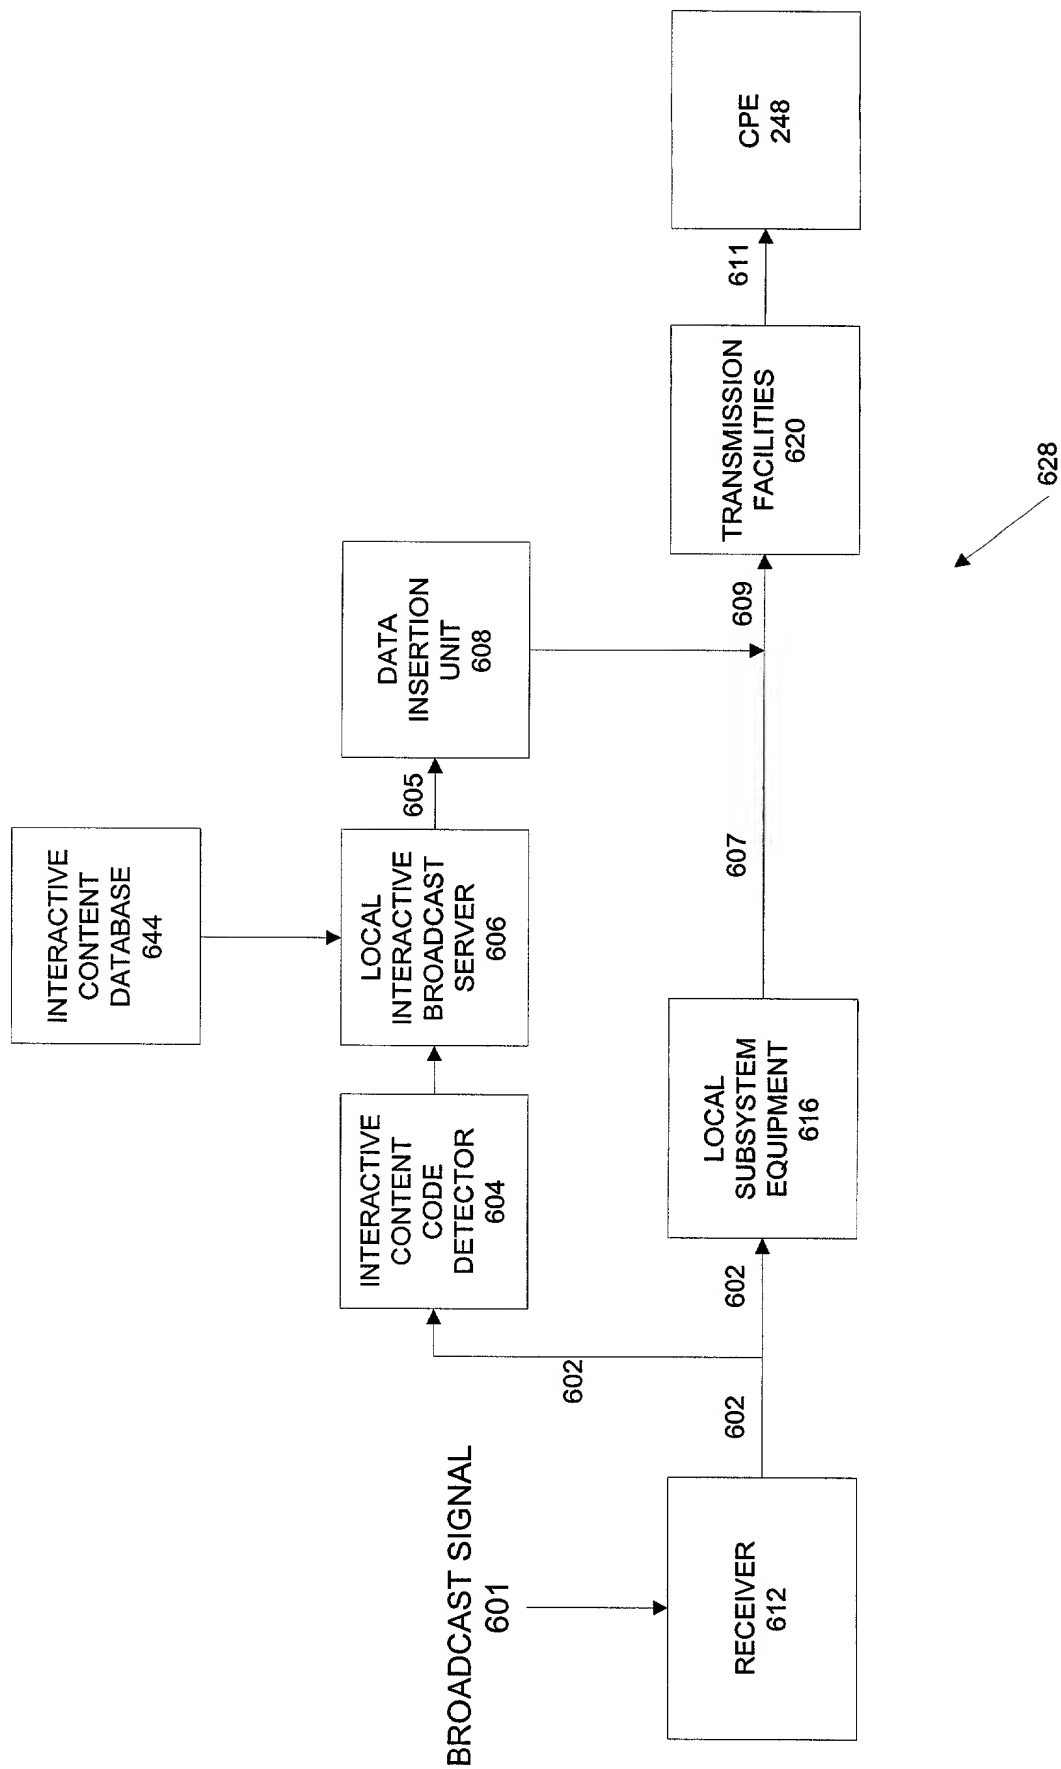 INTERACTIVE
CONTENT
DATABASE
644
INTERACTIVE
CONTENT
CODE
DETECTOR
604
LOCAL
INTERACTIVE
BROADCAST
SERVER
606
605
DATA
INSERTION
UNIT
608
BROADCAST SIGNAL
601
602
RECEIVER
612
602
602
LOCAL
SUBSYSTEM
EQUIPMENT
616
607
609
TRANSMISSION
FACILITIES
620
611
CPE
248
628